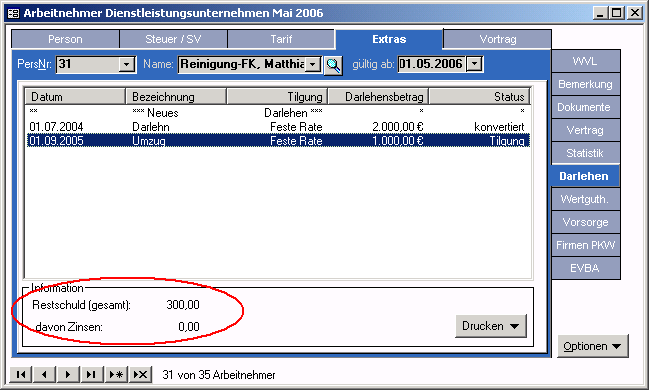 Arbeitnehmer Dienstleistungsunternehmen Mai 2006
Person Steuer / SV Tarif Extras Vortrag
PersNr: 31 Name: Reinigung-FK, Matthia gültig ab: 01.05.2006
WVL
Bemerkung
Dokumente
Vertrag
Statistik
Darlehen
Wertguth.
Vorsorge
Firmen PKW
EVBA
Datum Bezeichnung Tilgung Darlehensbetrag Status
** *** Neues Darlehen *** * *
01.07.2004 Darlehn Feste Rate 2.000,00 € konvertiert
01.09.2005 Umzug Feste Rate 1.000,00 € Tilgung
Information
Restschuld (gesamt): 300,00
davon Zinsen: 0,00
Drucken
Optionen
31 von 35 Arbeitnehmer